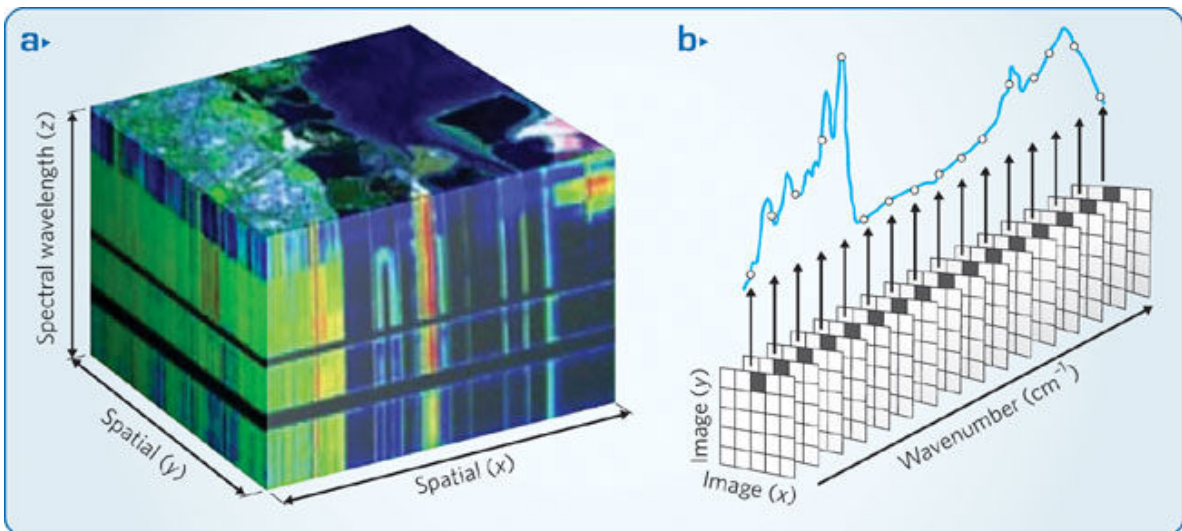 a
Spectral wavelength (z)
Spatial (y)
Spatial (x)
b
Image (y)
Image (x)
Wavenumber (cm⁻¹)